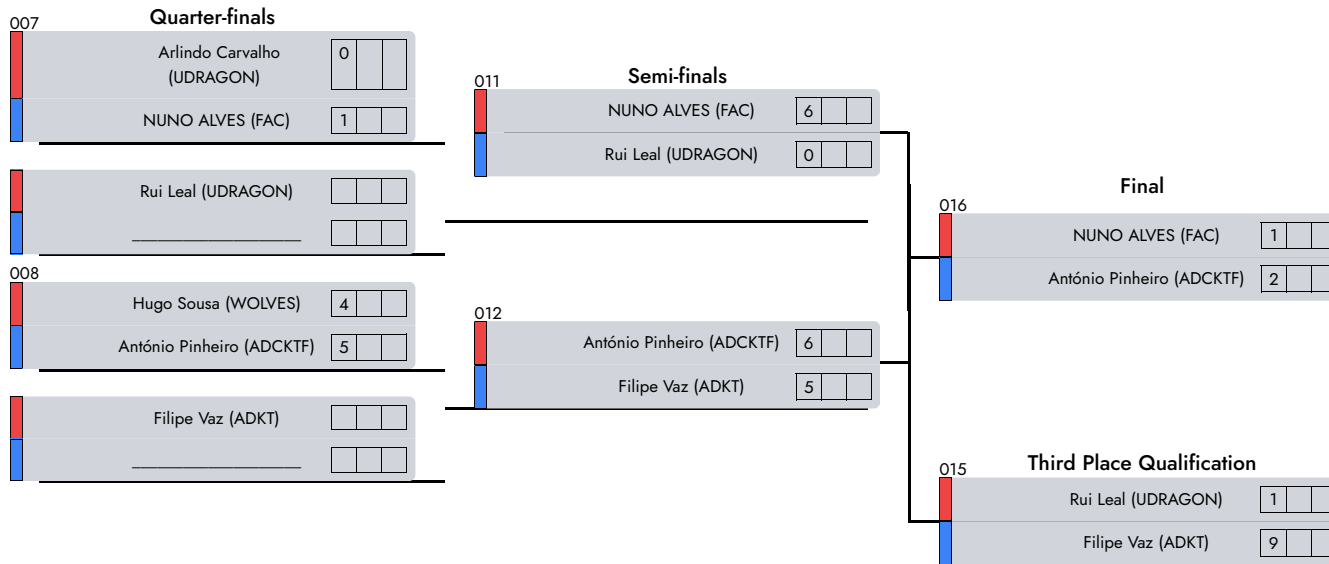 Quarter-finals
007
Arlindo Carvalho
(UDRAGON)
0
NUNO ALVES (FAC)
1
Rui Leal (UDRAGON)
____________________
008
Hugo Sousa (WOLVES)
4
António Pinheiro (ADCKTF)
5
Filipe Vaz (ADKT)
____________________
Semi-finals
011
NUNO ALVES (FAC)
6
Rui Leal (UDRAGON)
0
012
António Pinheiro (ADCKTF)
6
Filipe Vaz (ADKT)
5
Final
016
NUNO ALVES (FAC)
1
António Pinheiro (ADCKTF)
2
Third Place Qualification
015
Rui Leal (UDRAGON)
1
Filipe Vaz (ADKT)
9